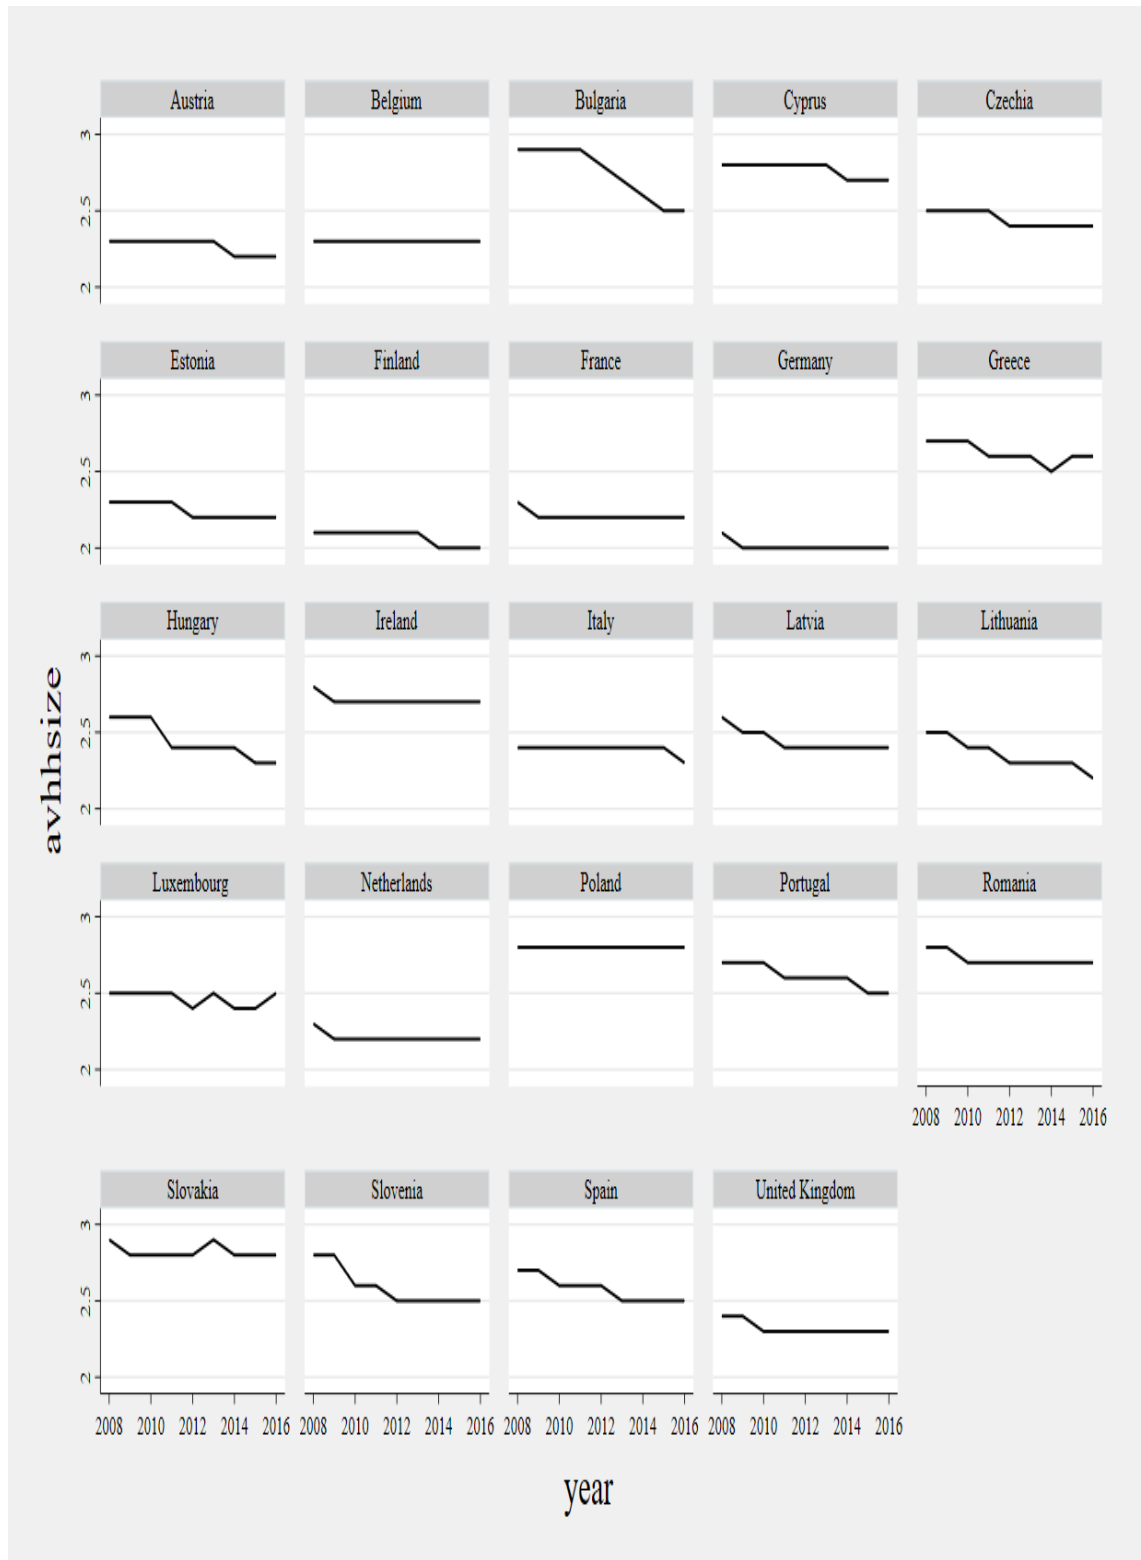 Austria Belgium Bulgaria Cyprus Czechia
3
2.5
2
Estonia Finland France Germany Greece
3
2.5
2
Hungary Ireland Italy Latvia Lithuania
3
2.5
2
avhhsize
Luxembourg Netherlands Poland Portugal Romania
3
2.5
2
2008 2010 2012 2014 2016
Slovakia Slovenia Spain United Kingdom
3
2.5
2
2008 2010 2012 2014 2016 2008 2010 2012 2014 2016 2008 2010 2012 2014 2016 2008 2010 2012 2014 2016
year